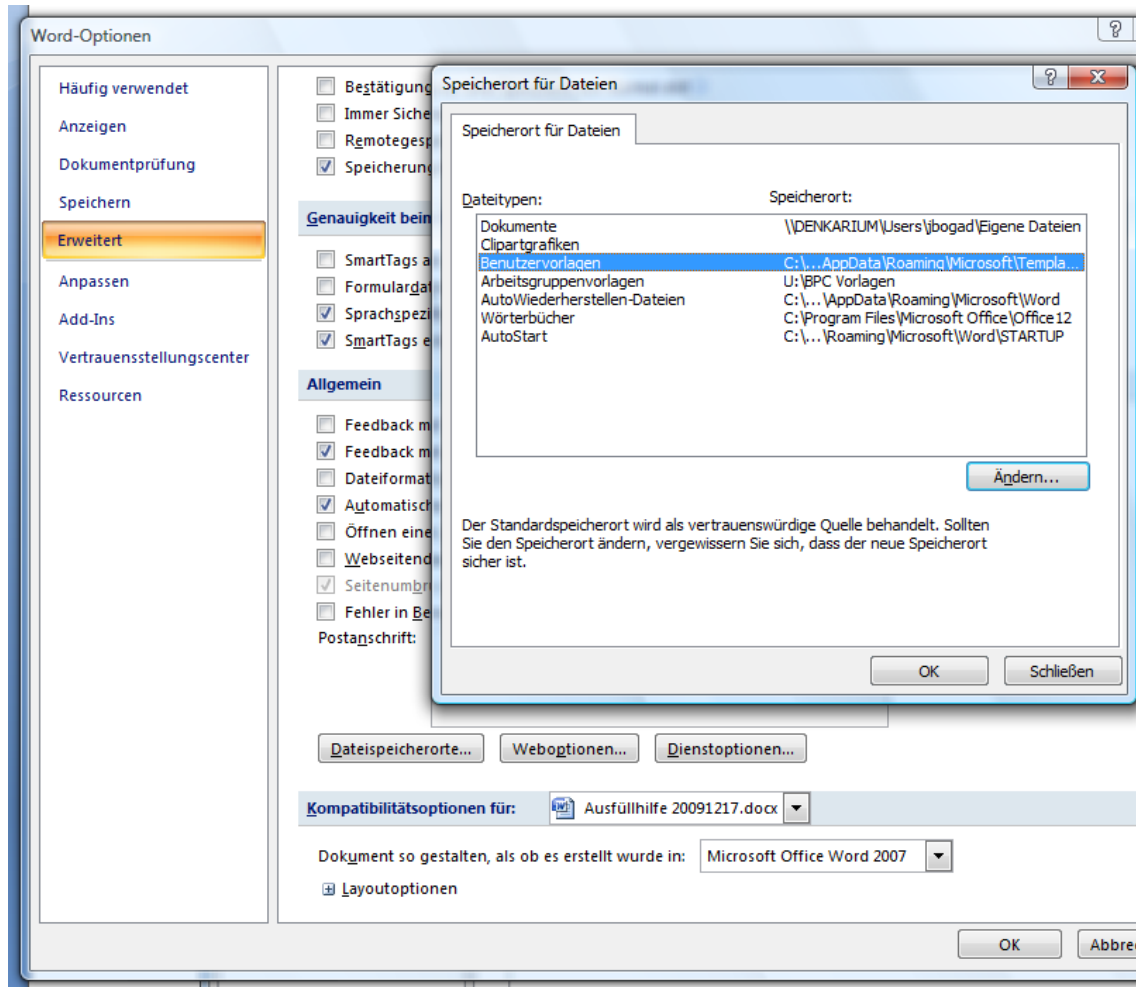 Word-Optionen
Häufig verwendet
Anzeigen
Dokumentprüfung
Speichern
Erweitert
Anpassen
Add-Ins
Vertrauensstellungscenter
Ressourcen
Bestätigung
Immer Siche
Remotegesp
Speicherung
Genauigkeit beim
SmartTags a
Formulardat
Sprachspezi
SmartTags e
Allgemein
Feedback m
Feedback m
Dateiformat
Automatisch
Öffnen eine
Webseitend
Seitenumbr
Fehler in Be
Postanschrift:
Dateispeicherorte... Weboptionen... Dienstoptionen...
Kompatibilitätsoptionen für: Ausfüllhilfe 20091217.docx
Dokument so gestalten, als ob es erstellt wurde in: Microsoft Office Word 2007
Layoutoptionen
OK Abbre
Speicherort für Dateien
Speicherort für Dateien
Dateitypen: Speicherort:
Dokumente \\DENKARIUM\Users\jbogad\Eigene Dateien
Clipartgrafiken
Benutzervorlagen C:\...AppData\Roaming\Microsoft\Templa...
Arbeitsgruppenvorlagen U:\BPC Vorlagen
AutoWiederherstellen-Dateien C:\...\AppData\Roaming\Microsoft\Word
Wörterbücher C:\Program Files\Microsoft Office\Office12
AutoStart C:\...\Roaming\Microsoft\Word\STARTUP
Ändern...
Der Standardspeicherort wird als vertrauenswürdige Quelle behandelt. Sollten
Sie den Speicherort ändern, vergewissern Sie sich, dass der neue Speicherort
sicher ist.
OK Schließen